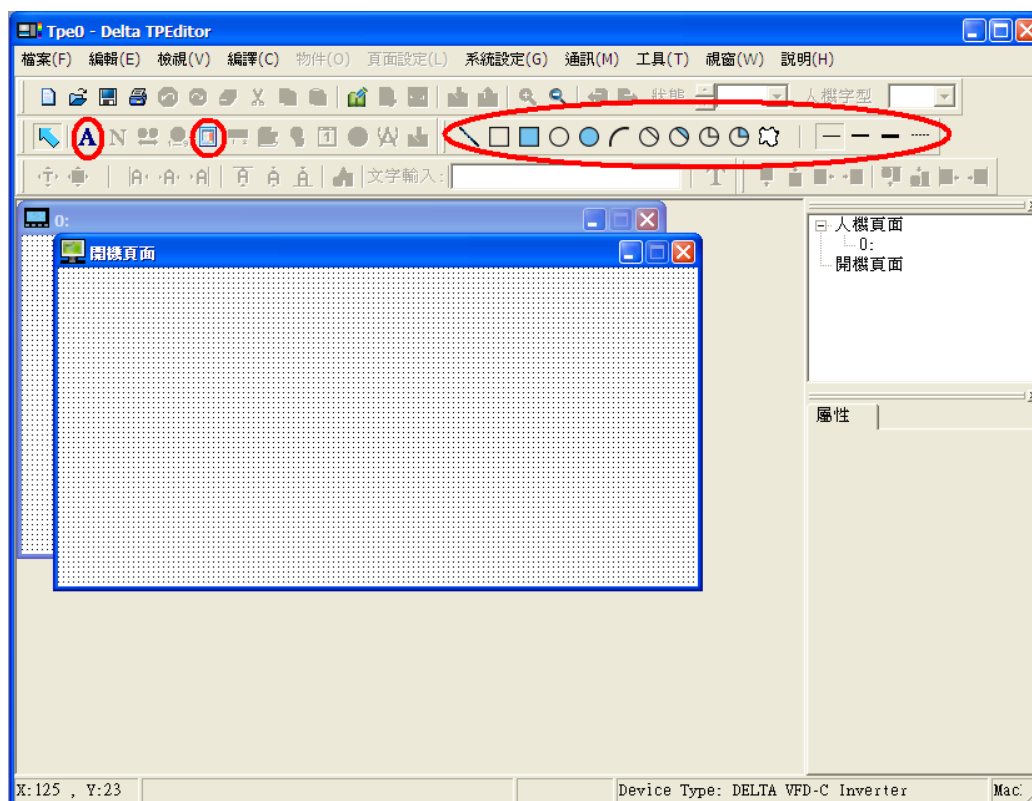 Tpe0 - Delta TPEditor
檔案(F) 編輯(E) 檢視(V) 編譯(C) 物件(O) 頁面設定(L) 系統設定(G) 通訊(M) 工具(T) 視窗(W) 說明(H)
狀態 人機字型
A N
文字輸入:
0:
開機頁面
人機頁面
0:
開機頁面
屬性
X:125 , Y:23 Device Type: DELTA VFD-C Inverter Mac